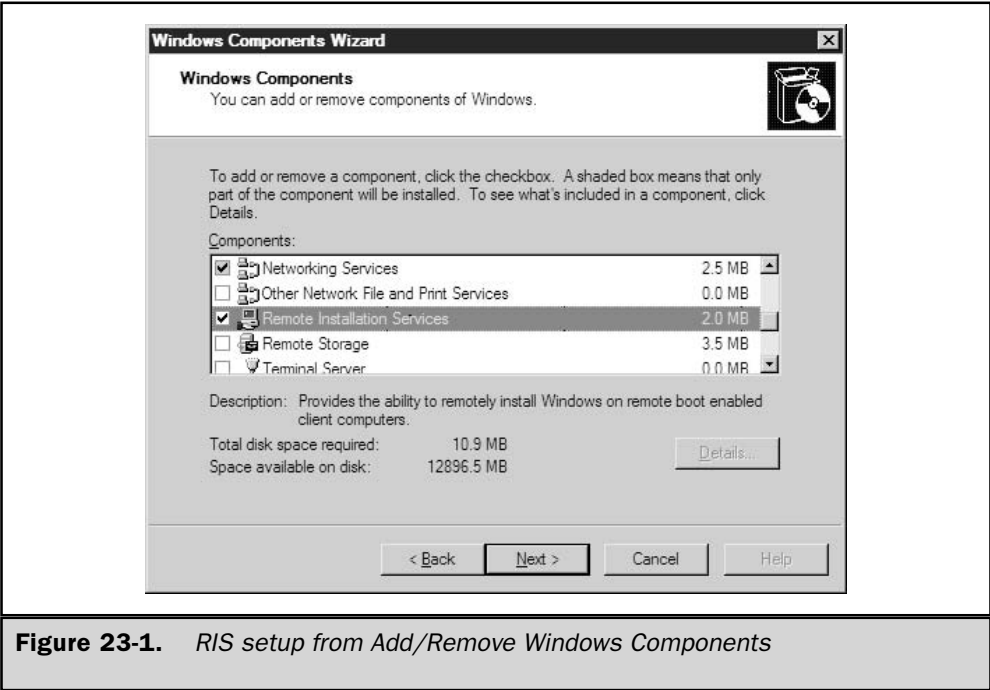 Windows Components Wizard
Windows Components
You can add or remove components of Windows.
To add or remove a component, click the checkbox. A shaded box means that only
part of the component will be installed. To see what's included in a component, click
Details.
Components:
Networking Services 2.5 MB
Other Network File and Print Services 0.0 MB
Remote Installation Services 2.0 MB
Remote Storage 3.5 MB
Terminal Server 0.0 MB
Description: Provides the ability to remotely install Windows on remote boot enabled
client computers.
Total disk space required: 10.9 MB
Space available on disk: 12896.5 MB
Details...
< Back Next > Cancel Help
Figure 23-1. RIS setup from Add/Remove Windows Components